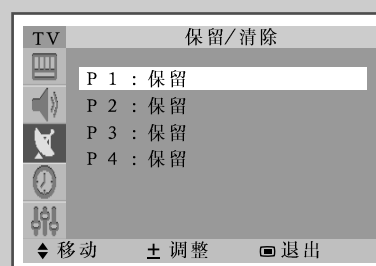 TV 保留/清除
P 1 : 保留
P 2 : 保留
P 3 : 保留
P 4 : 保留
移动 ± 调整 退出